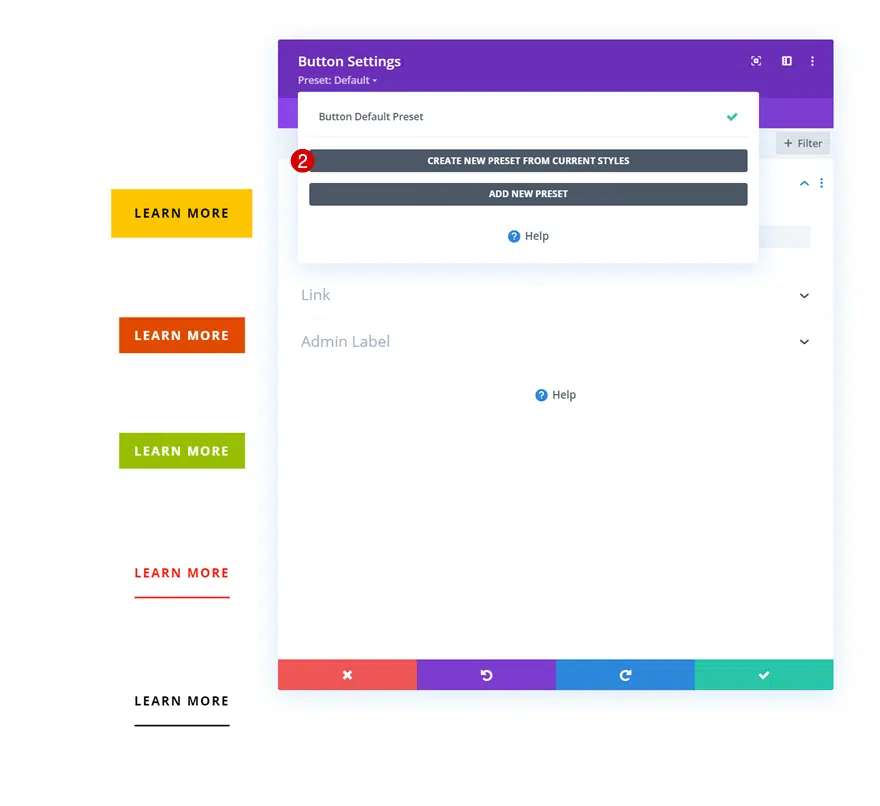 Button Settings
Preset: Default
Button Default Preset
+ Filter
2
CREATE NEW PRESET FROM CURRENT STYLES
ADD NEW PRESET
? Help
Link
Admin Label
? Help
LEARN MORE
LEARN MORE
LEARN MORE
LEARN MORE
LEARN MORE